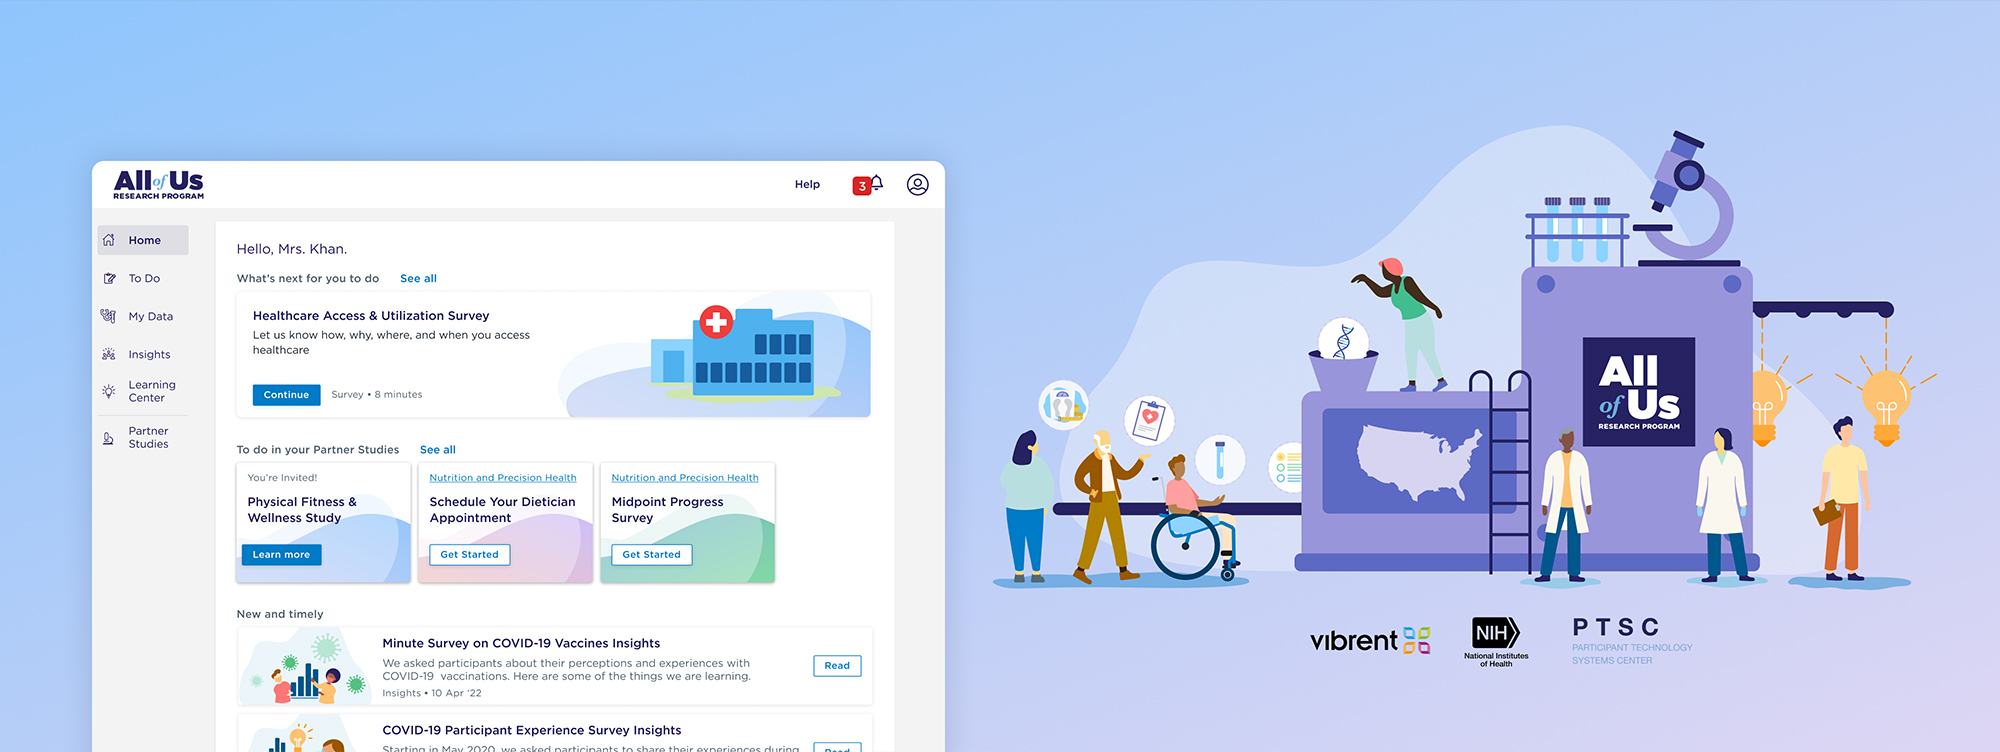 All of Us
RESEARCH PROGRAM
Help
3
Home
To Do
My Data
Insights
Learning
Center
Partner
Studies
Hello, Mrs. Khan.
What's next for you to do See all
Healthcare Access & Utilization Survey
Let us know how, why, where, and when you access
healthcare
Continue Survey • 8 minutes
To do in your Partner Studies See all
You're Invited!
Physical Fitness &
Wellness Study
Learn more
Nutrition and Precision Health
Schedule Your Dietician
Appointment
Get Started
Nutrition and Precision Health
Midpoint Progress
Survey
Get Started
New and timely
Minute Survey on COVID-19 Vaccines Insights
We asked participants about their perceptions and experiences with
COVID-19 vaccinations. Here are some of the things we are learning.
Insights • 10 Apr '22
Read
COVID-19 Participant Experience Survey Insights
Starting in May 2020, we asked participants to share their experiences during
Read
All
of Us
RESEARCH PROGRAM
vibrent
NIH
National Institutes
of Health
PTSC
PARTICIPANT TECHNOLOGY
SYSTEMS CENTER